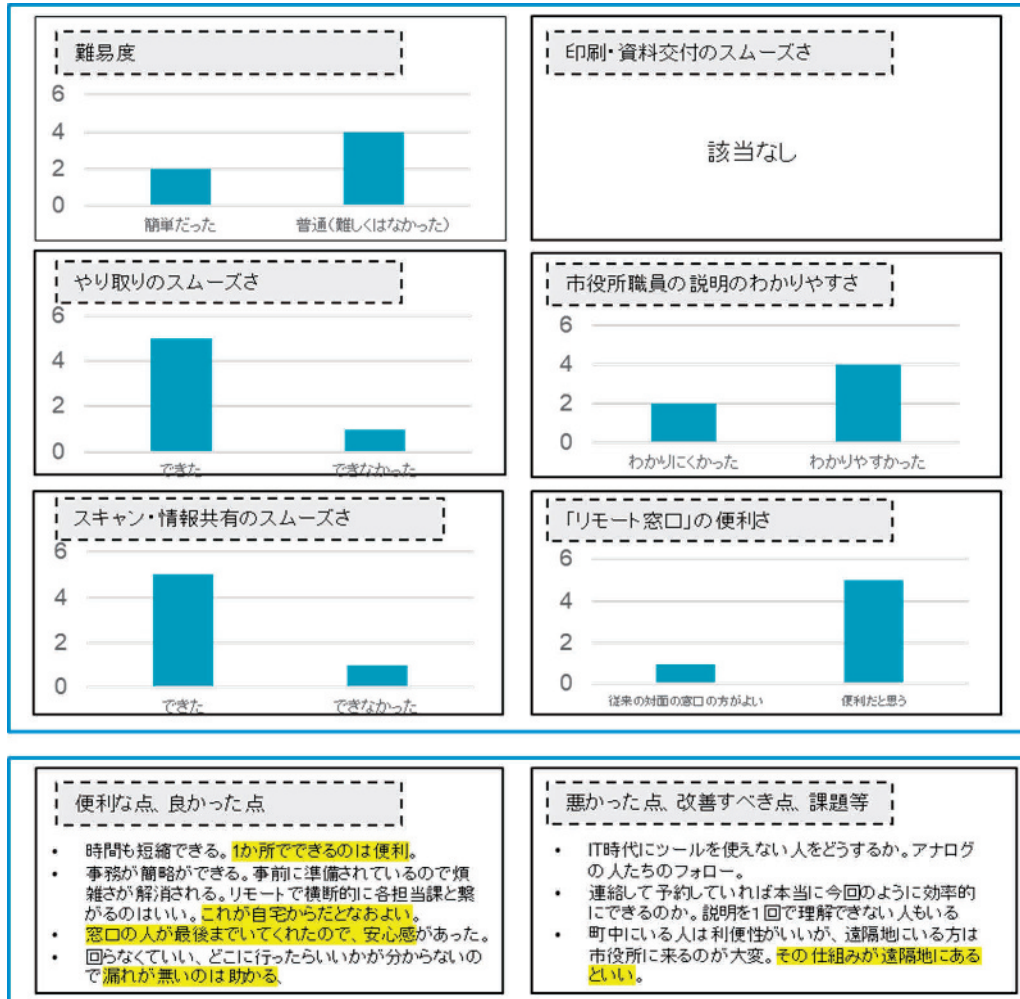 難易度
6
4
2
0
簡単だった 普通(難しくはなかった)
印刷・資料交付のスムーズさ
該当なし
やり取りのスムーズさ
6
4
2
0
できた できなかった
市役所職員の説明のわかりやすさ
6
4
2
0
わかりにくかった わかりやすかった
スキャン・情報共有のスムーズさ
6
4
2
0
できた できなかった
「リモート窓口」の便利さ
6
4
2
0
従来の対面の窓口の方がよい 便利だと思う
便利な点、良かった点
• 時間も短縮できる。1か所でできるのは便利。
• 事務が簡略ができる。事前に準備されているので煩
雑さが解消される。リモートで横断的に各担当課と繋
がるのはいい。これが自宅からだとなおよい。
• 窓口の人が最後までいてくれたので、安心感があった。
• 回らなくていい、どこに行ったらいいかが分からないの
で漏れが無いのは助かる、
悪かった点、改善すべき点、課題等
• IT時代にツールを使えない人をどうするか。アナログ
の人たちのフォロー。
• 連絡して予約していれば本当に今回のように効率的
にできるのか。説明を1回で理解できない人もいる
• 町中にいる人は利便性がいいが、遠隔地にいる方は
市役所に来るのが大変。その仕組みが遠隔地にある
といい。